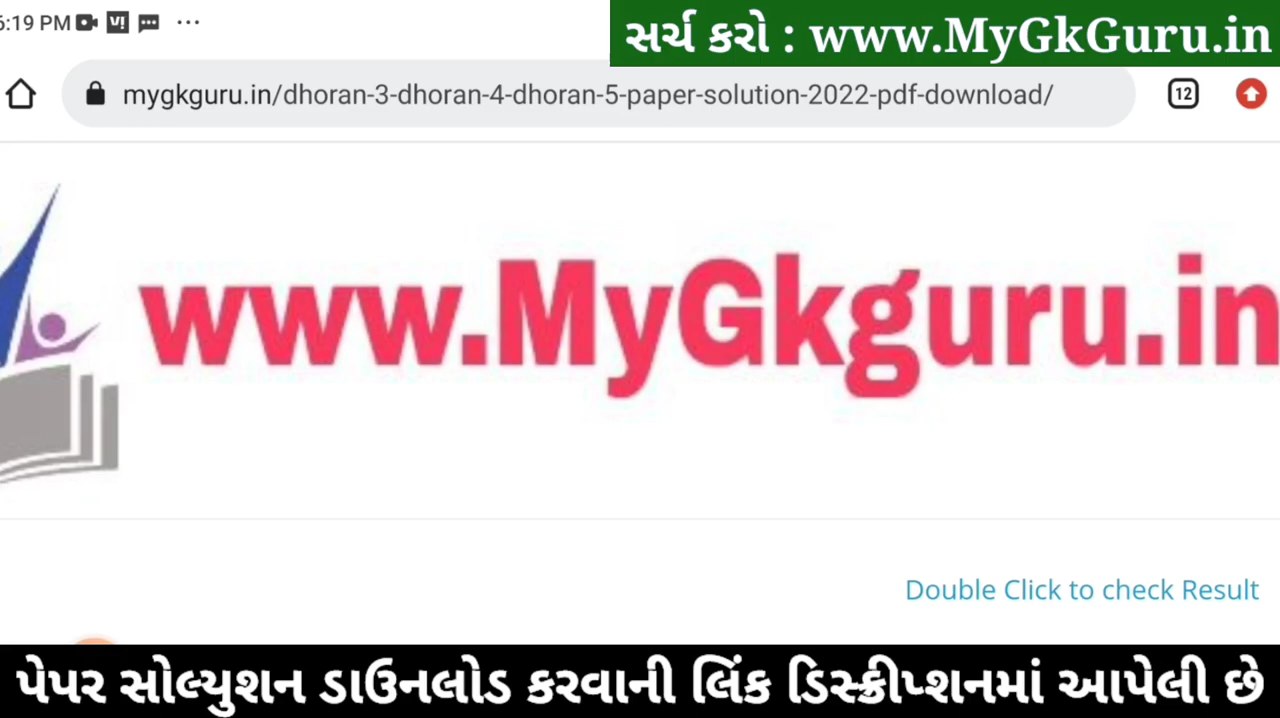 6:19 PM
સર્ચ કરો : www.MyGkGuru.in
mygkguru.in/dhoran-3-dhoran-4-dhoran-5-paper-solution-2022-pdf-download/
12
www.MyGkguru.in
Double Click to check Result
પેપર સોલ્યુશન ડાઉનલોડ કરવાની લિંક ડિસ્ક્રીપ્શનમાં આપેલી છે